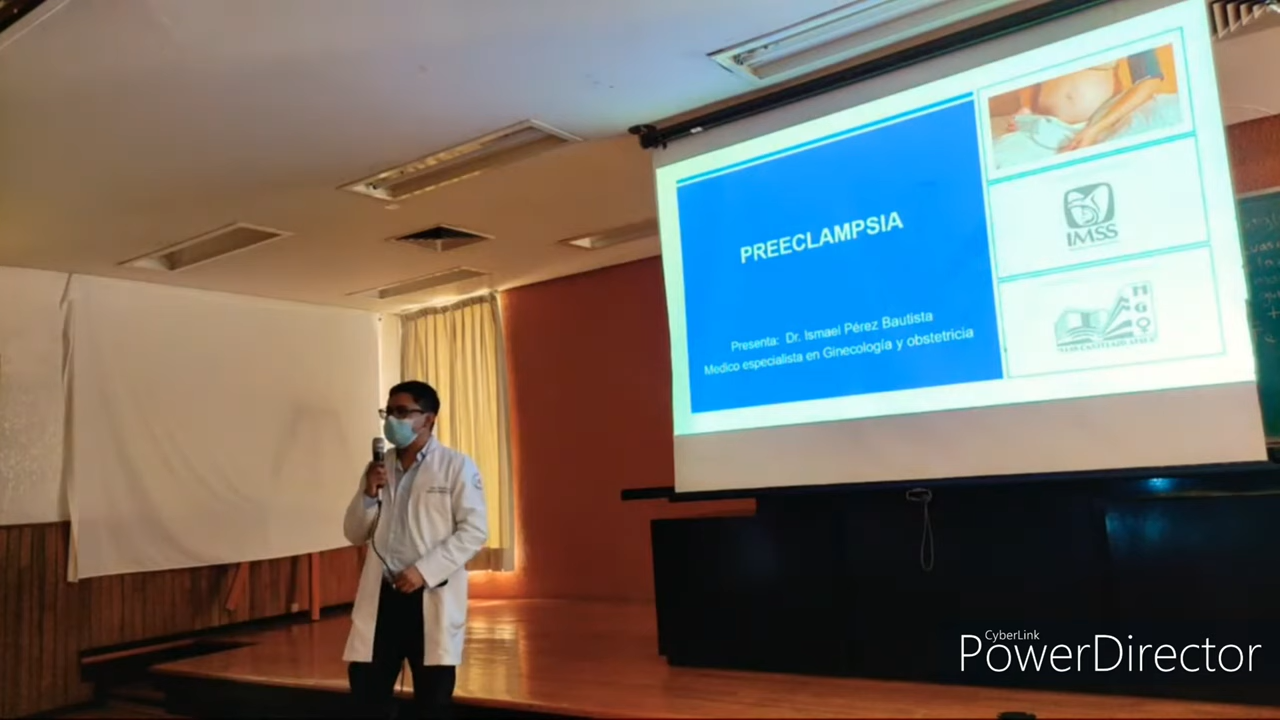 PREECLAMPSIA
Presenta: Dr. Ismael Pérez Bautista
Medico especialista en Ginecología y obstetricia
IMSS
CyberLink
PowerDirector